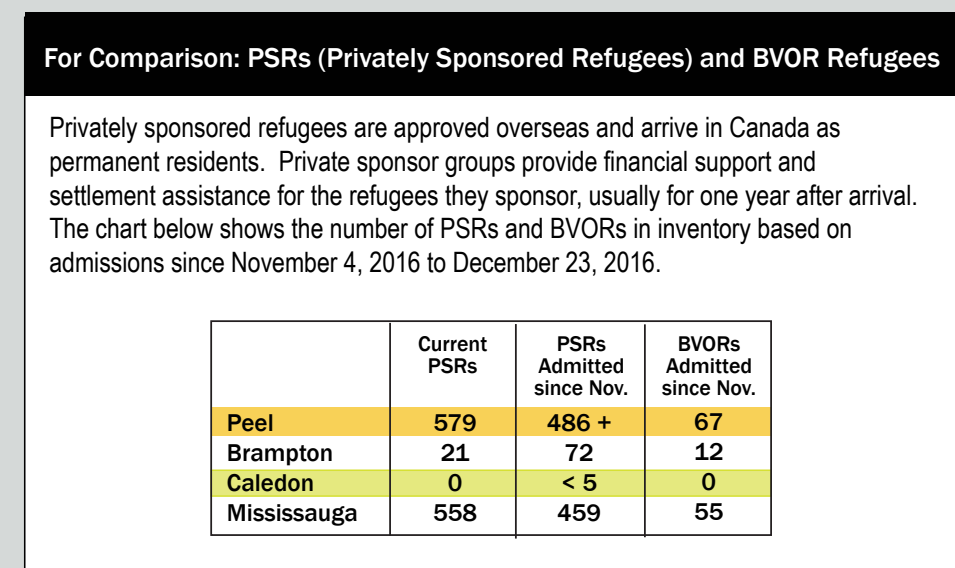 For Comparison: PSRs (Privately Sponsored Refugees) and BVOR Refugees
Privately sponsored refugees are approved overseas and arrive in Canada as
permanent residents.  Private sponsor groups provide financial support and
settlement assistance for the refugees they sponsor, usually for one year after arrival.
The chart below shows the number of PSRs and BVORs in inventory based on
admissions since November 4, 2016 to December 23, 2016.
Current PSRs BVORs
PSRs Admitted Admitted
since Nov. since Nov.
Peel 579 486 + 67
Brampton 21 72 12
Caledon 0 < 5 0
Mississauga 558 459 55